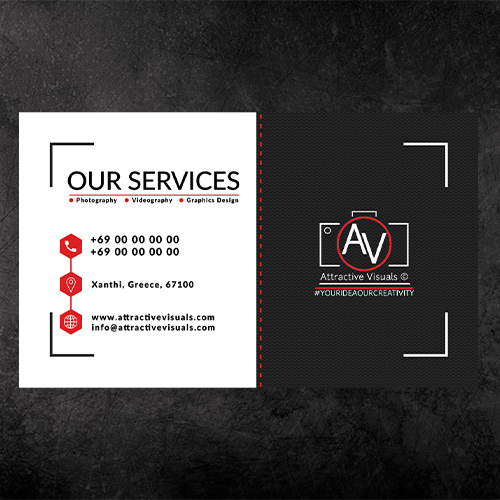 OUR SERVICES
Photography Videography Graphics Design
+69 00 00 00 00
+69 00 00 00 00
Xanthi, Greece, 67100
www.attractivevisuals.com
info@attractivevisuals.com
AV
Attractive Visuals ©
#YOURIDEAOURCREATIVITY